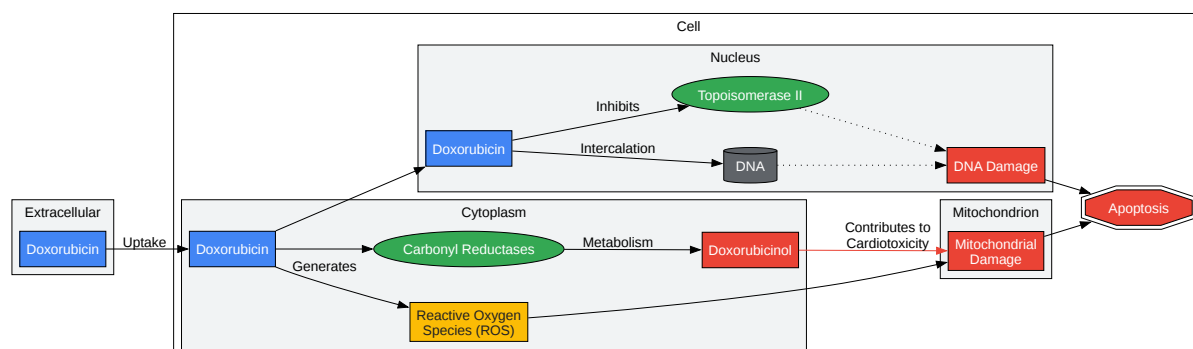 Cell
Nucleus
Topoisomerase II
Inhibits
Doxorubicin
Intercalation
DNA
DNA Damage
Extracellular
Doxorubicin
Uptake
Cytoplasm
Doxorubicin
Carbonyl Reductases
Metabolism
Doxorubicinol
Generates
Reactive Oxygen
Species (ROS)
Contributes to
Cardiotoxicity
Mitochondrion
Mitochondrial
Damage
Apoptosis